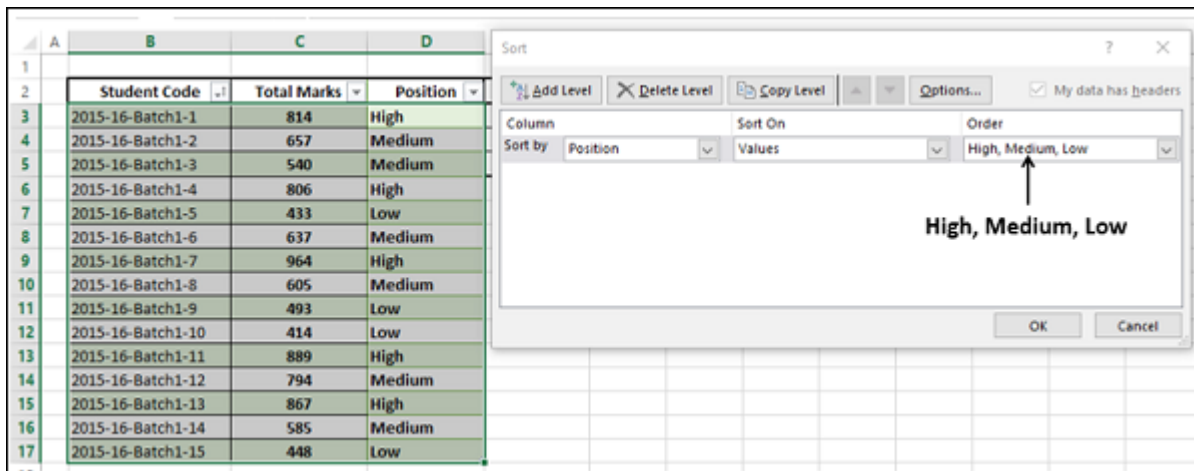 A B C D
1
2 Student Code Total Marks Position
3 2015-16-Batch1-1 814 High
4 2015-16-Batch1-2 657 Medium
5 2015-16-Batch1-3 540 Medium
6 2015-16-Batch1-4 806 High
7 2015-16-Batch1-5 433 Low
8 2015-16-Batch1-6 637 Medium
9 2015-16-Batch1-7 964 High
10 2015-16-Batch1-8 605 Medium
11 2015-16-Batch1-9 493 Low
12 2015-16-Batch1-10 414 Low
13 2015-16-Batch1-11 889 High
14 2015-16-Batch1-12 794 Medium
15 2015-16-Batch1-13 867 High
16 2015-16-Batch1-14 585 Medium
17 2015-16-Batch1-15 448 Low
Sort ?
Add Level Delete Level Copy Level Options... My data has headers
Column Sort On Order
Sort by Position Values High, Medium, Low
High, Medium, Low
OK Cancel